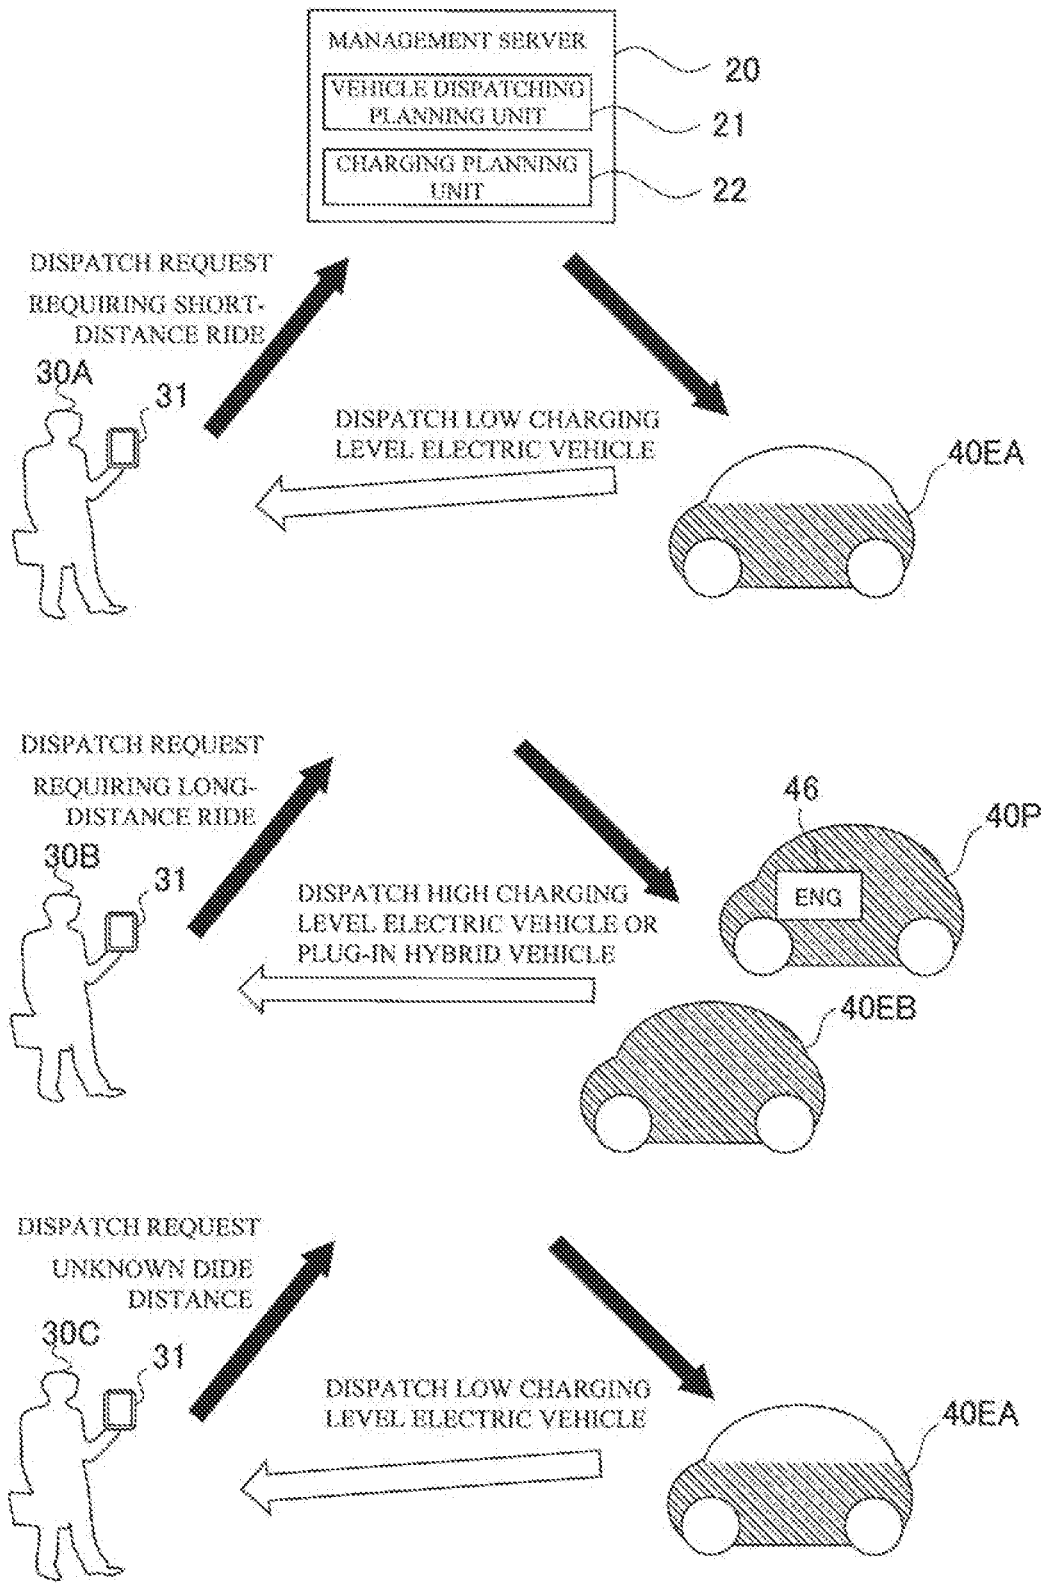 MANAGEMENT SERVER
VEHICLE DISPATCHING
PLANNING UNIT
CHARGING PLANNING
UNIT
20
21
22
DISPATCH REQUEST
REQUIRING SHORT-
DISTANCE RIDE
30A
31
DISPATCH LOW CHARGING
LEVEL ELECTRIC VEHICLE
40EA
DISPATCH REQUEST
REQUIRING LONG-
DISTANCE RIDE
30B
31
DISPATCH HIGH CHARGING
LEVEL ELECTRIC VEHICLE OR
PLUG-IN HYBRID VEHICLE
46
40P
ENG
40EB
DISPATCH REQUEST
UNKNOWN DIDE
DISTANCE
30C
31
DISPATCH LOW CHARGING
LEVEL ELECTRIC VEHICLE
40EA